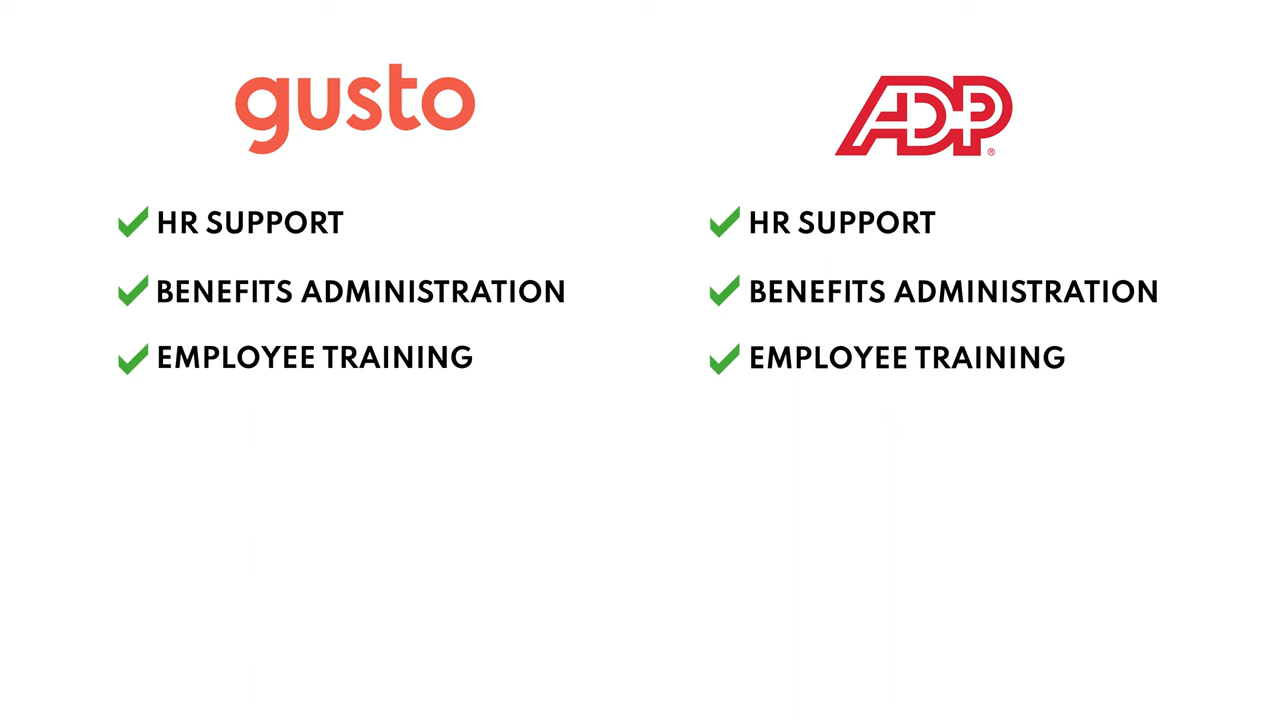 gusto
ADP®
HR SUPPORT
BENEFITS ADMINISTRATION
EMPLOYEE TRAINING
HR SUPPORT
BENEFITS ADMINISTRATION
EMPLOYEE TRAINING